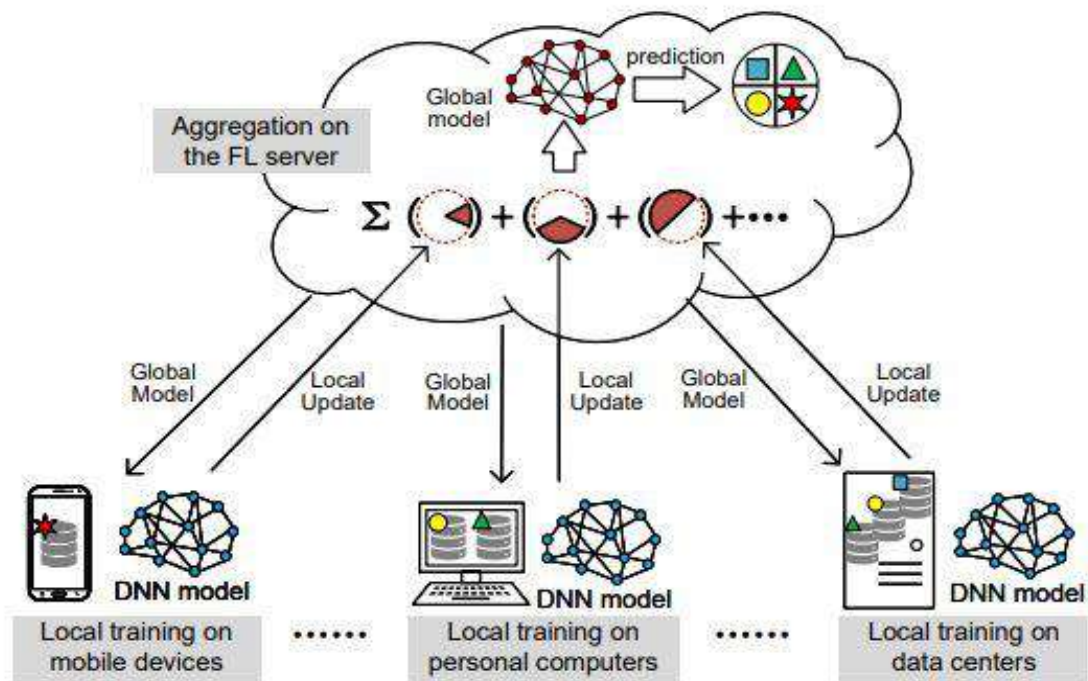 prediction
Global
model
Aggregation on
the FL server
Σ ( ) + ( ) + ( ) +•••
Global
Model
Local
Update
Global
Model
Local
Update
Global
Model
Local
Update
DNN model
DNN model
DNN model
Local training on
mobile devices
••••••
Local training on
personal computers
••••••
Local training on
data centers